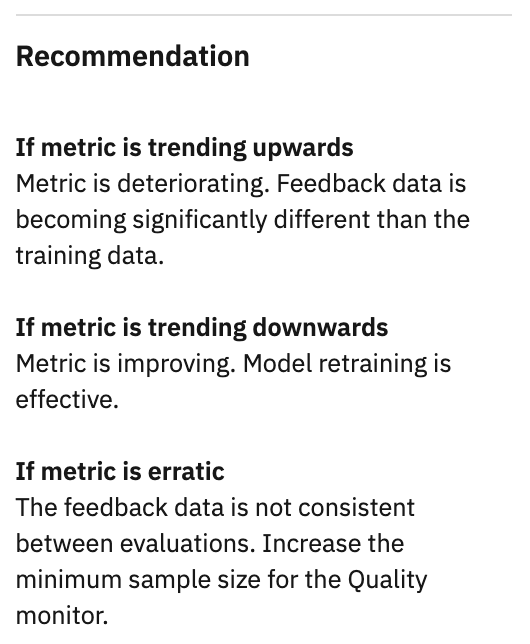 Recommendation
If metric is trending upwards
Metric is deteriorating. Feedback data is
becoming significantly different than the
training data.
If metric is trending downwards
Metric is improving. Model retraining is
effective.
If metric is erratic
The feedback data is not consistent
between evaluations. Increase the
minimum sample size for the Quality
monitor.